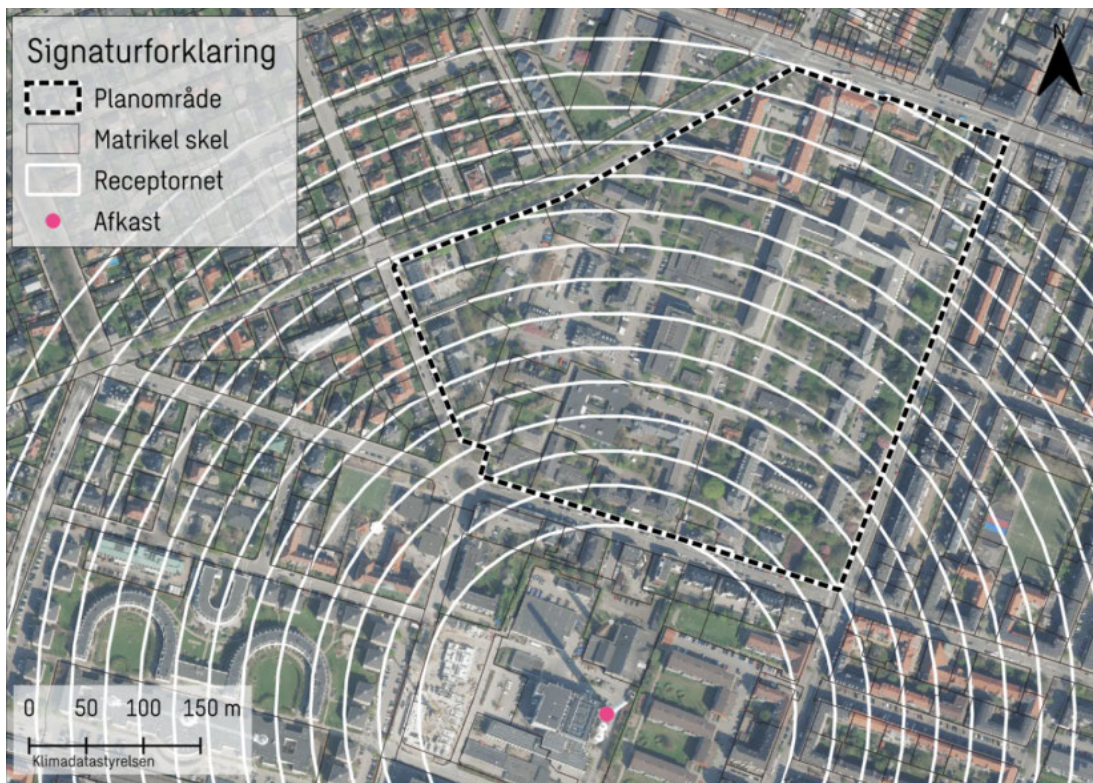 Signaturforklaring
Planområde
Matrikel skel
Receptornet
Afkast
N
0 50 100 150 m
Klimadatastyrelsen